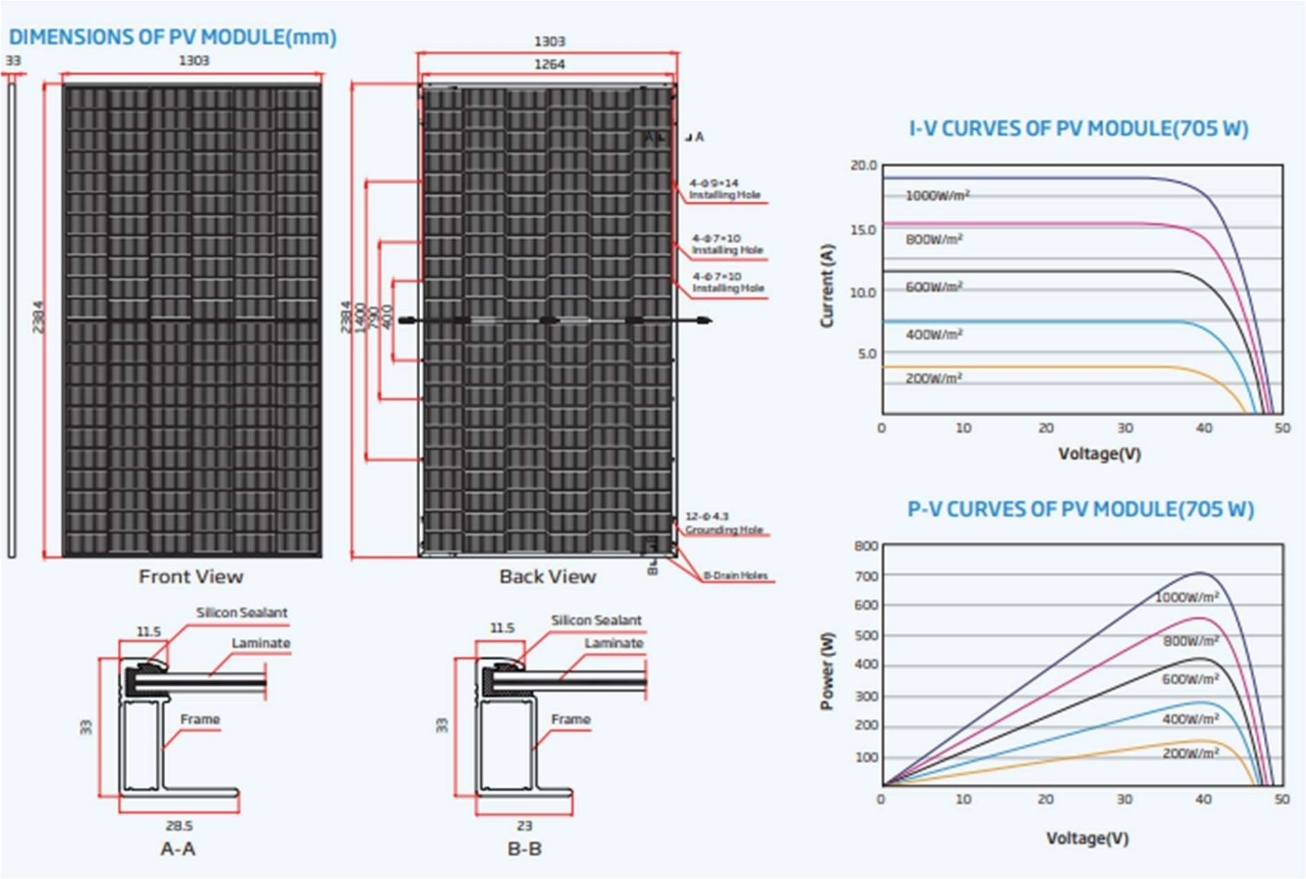 DIMENSIONS OF PV MODULE(mm)
33
1303
2384
Front View
1303
1264
2384
1400
790
400
A
A
4-Φ9×14
Installing Hole
4-Φ7×10
Installing Hole
4-Φ7×10
Installing Hole
12-Φ4.3
Grounding Hole
8-Drain Holes
B
Back View
11.5
Silicon Sealant
Laminate
Frame
33
28.5
A-A
11.5
Silicon Sealant
Laminate
Frame
33
23
B-B
I-V CURVES OF PV MODULE(705 W)
Current (A)
20.0
15.0
10.0
5.0
1000W/m²
800W/m²
600W/m²
400W/m²
200W/m²
0 10 20 30 40 50
Voltage(V)
P-V CURVES OF PV MODULE(705 W)
Power (W)
800
700
600
500
400
300
200
100
1000W/m²
800W/m²
600W/m²
400W/m²
200W/m²
0 10 20 30 40 50
Voltage(V)